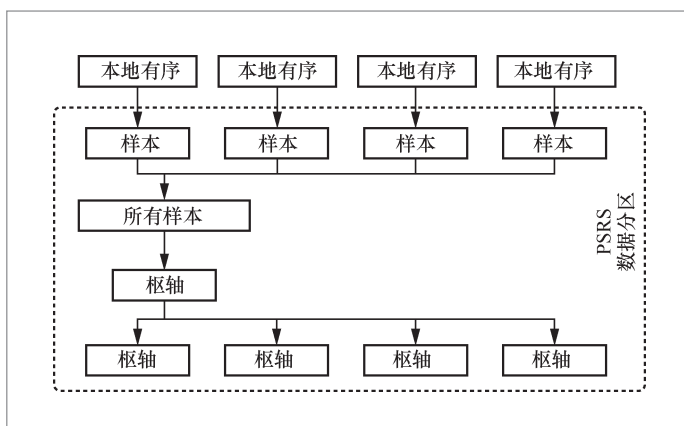 本地有序 本地有序 本地有序 本地有序
样本 样本 样本 样本
所有样本
枢轴
枢轴 枢轴 枢轴 枢轴
PSRS
数据分区